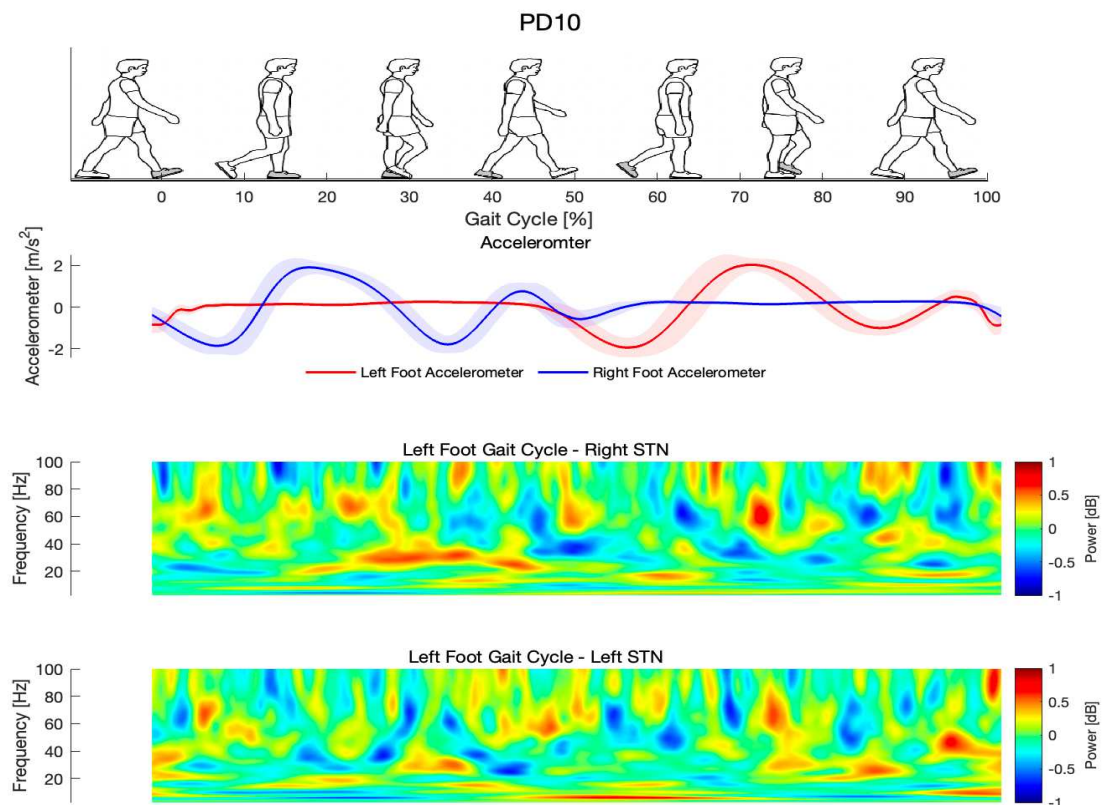 PD10
0 10 20 30 40 50 60 70 80 90 100
Gait Cycle [%]
Acceleromter
Accelerometer [m/s²]
2
0
-2
Left Foot Accelerometer Right Foot Accelerometer
Left Foot Gait Cycle - Right STN
Frequency [Hz]
100
80
60
40
20
1
0.5
0
-0.5
-1
Power [dB]
Left Foot Gait Cycle - Left STN
Frequency [Hz]
100
80
60
40
20
1
0.5
0
-0.5
-1
Power [dB]